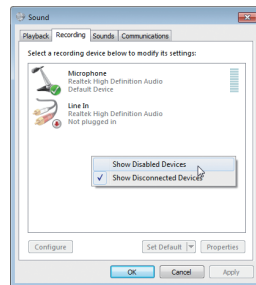 Sound
Playback Recording Sounds Communications
Select a recording device below to modify its settings:
Microphone
Realtek High Definition Audio
Default Device
Line In
Realtek High Definition Audio
Not plugged in
Show Disabled Devices
Show Disconnected Devices
Configure Set Default Properties
OK Cancel Apply